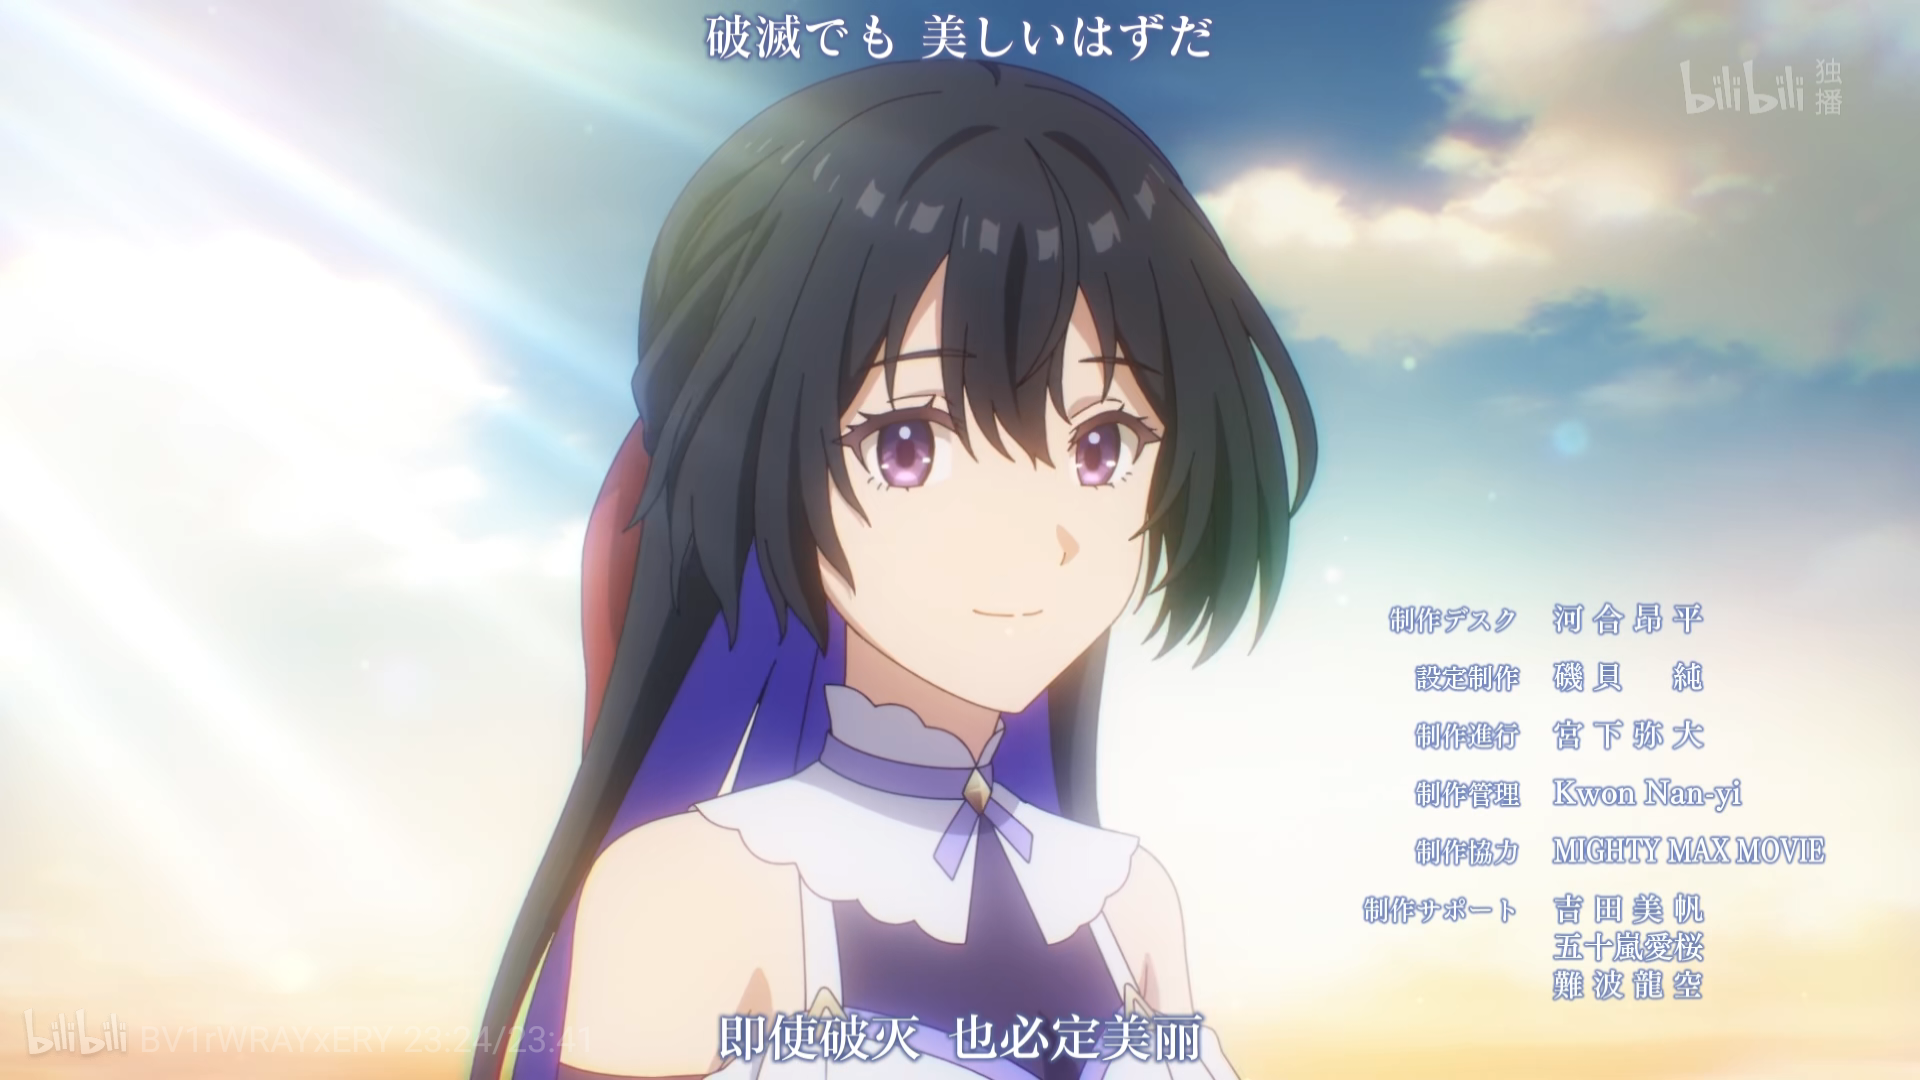 破滅でも 美しいはずだ
bilibili 独播
制作デスク 河合昂平
設定制作 磯貝 純
制作進行 宮下弥大
制作管理 Kwon Nan-yi
制作協力 MIGHTY MAX MOVIE
制作サポート 吉田美帆
五十嵐愛桜
難波龍空
bilibili BV1rWRAYxERY 23:24/23:41
即使破灭 也必定美丽